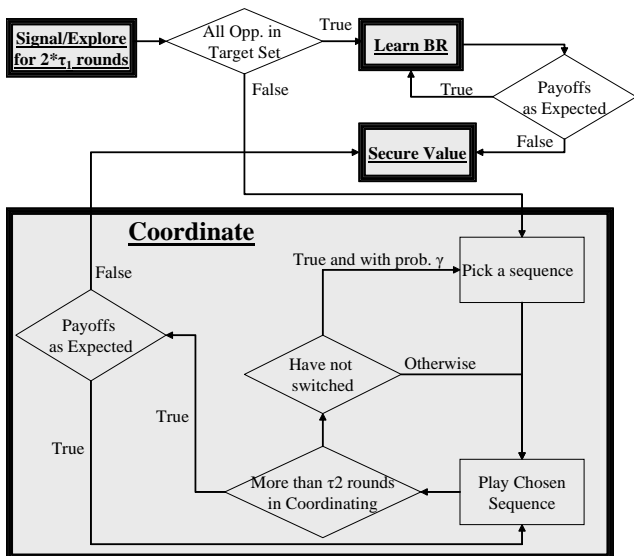 Signal/Explore
for 2*τ₁ rounds
All Opp. in
Target Set
True
Learn BR
False
True
Payoffs
as Expected
False
Secure Value
Coordinate
False
True and with prob. γ
Pick a sequence
Payoffs
as Expected
Have not
switched
Otherwise
True
True
More than τ2 rounds
in Coordinating
Play Chosen
Sequence